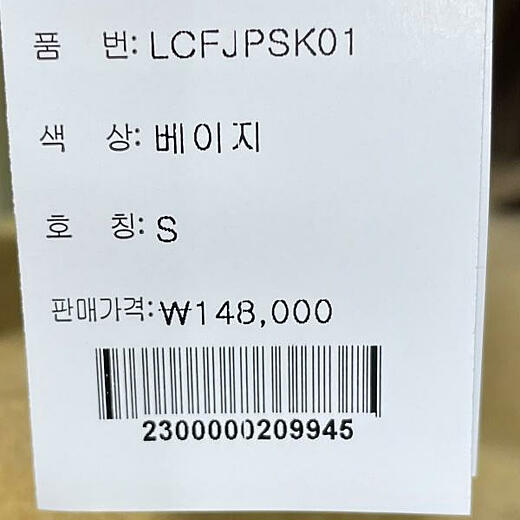 품 번: LCFJPSK01
색 상: 베이지
호 칭: S
판매가격: ₩148,000
2300000209945